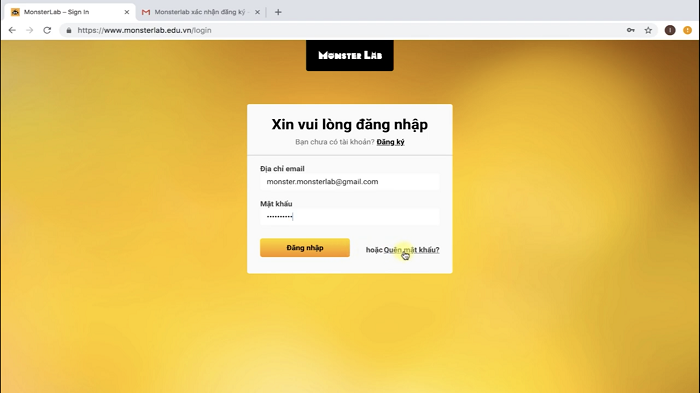 MonsterLab – Sign In
Monsterlab xác nhận đăng ký -
https://www.monsterlab.edu.vn/login
MONSTER LAB
Xin vui lòng đăng nhập
Bạn chưa có tài khoản? Đăng ký
Địa chỉ email
monster.monsterlab@gmail.com
Mật khẩu
••••••••••
Đăng nhập
hoặc Quên mật khẩu?